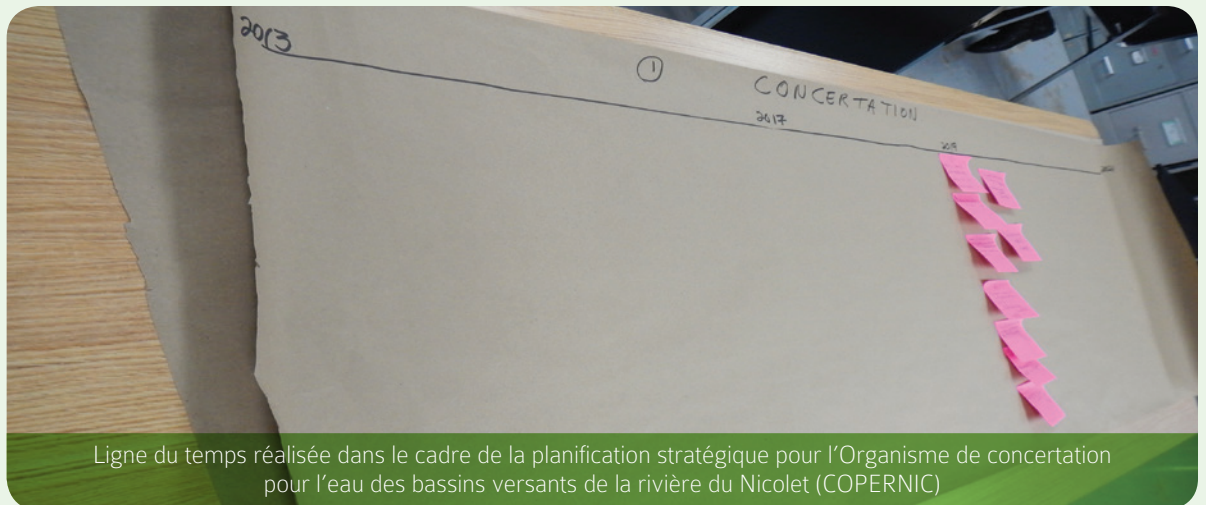 2013
①
CONCERTATION
2017
2019
Ligne du temps réalisée dans le cadre de la planification stratégique pour l'Organisme de concertation
pour l'eau des bassins versants de la rivière du Nicolet (COPERNIC)